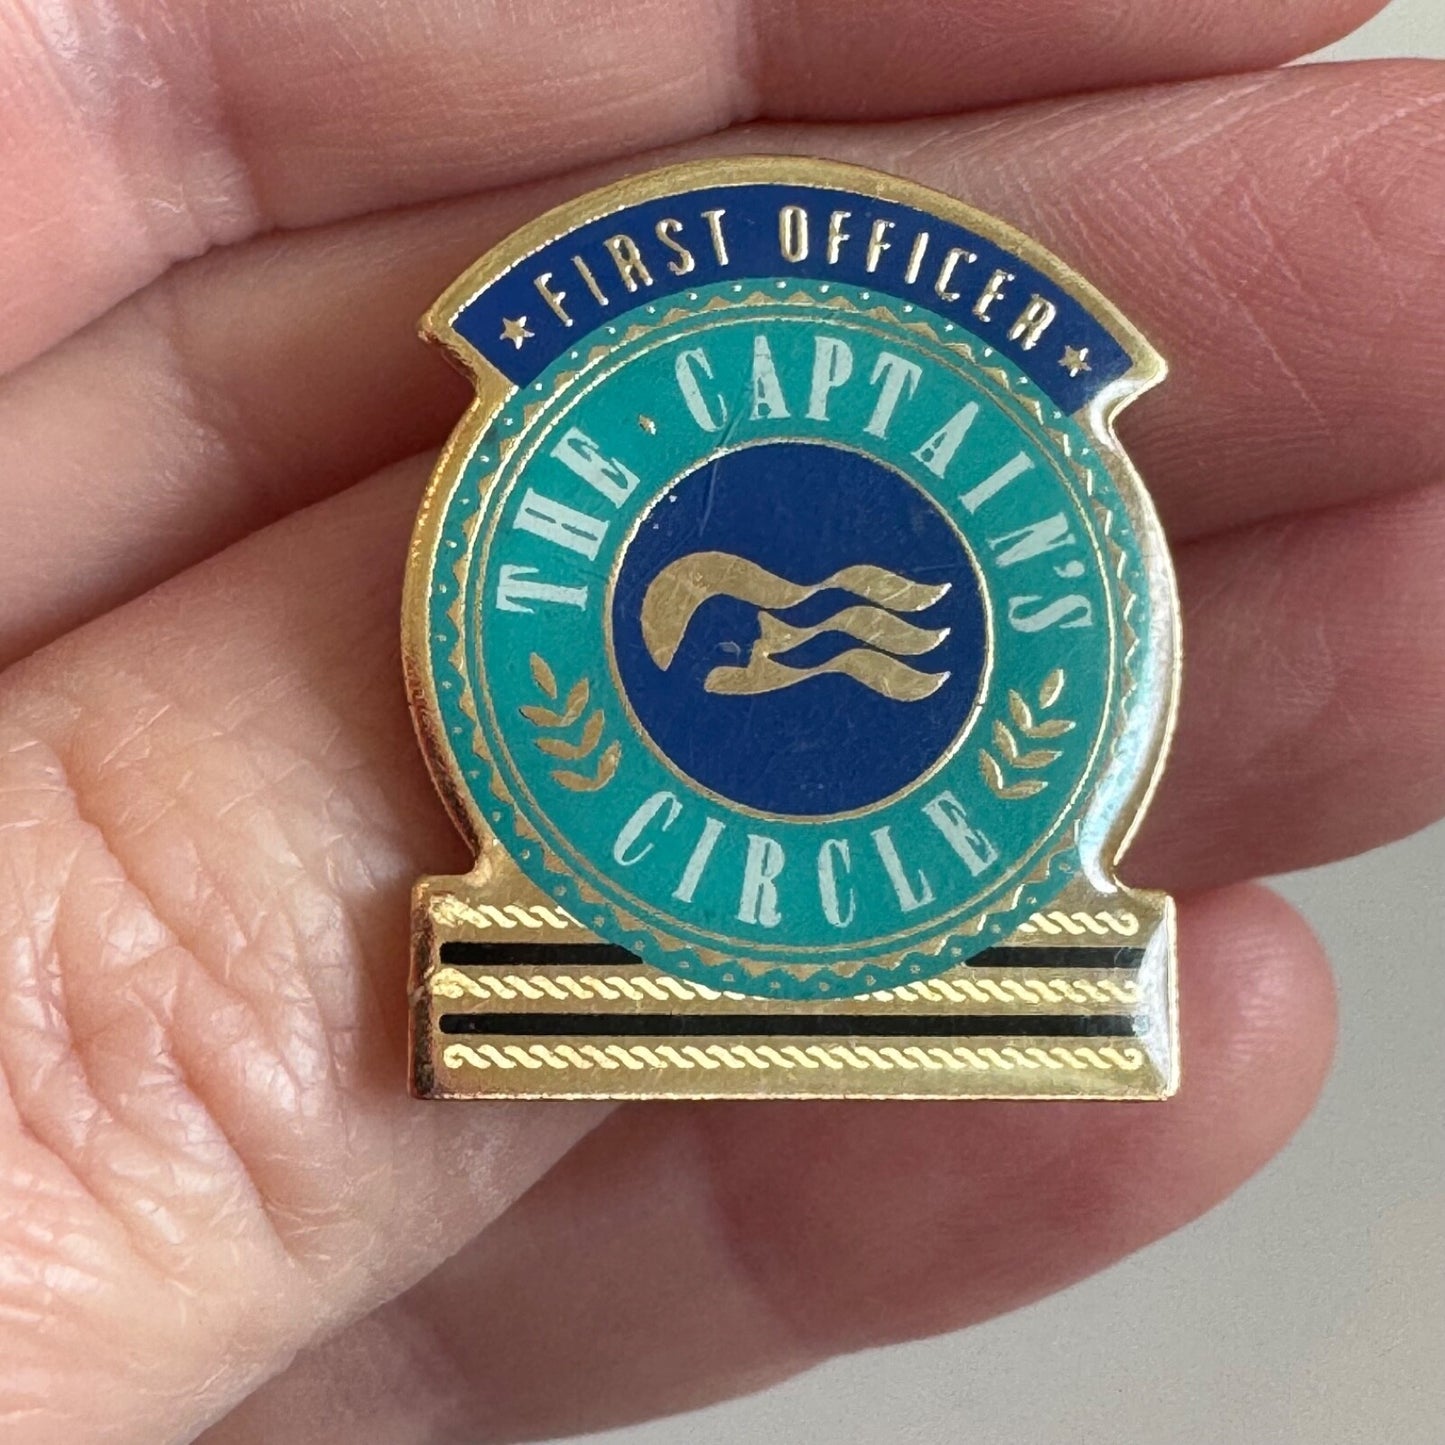 ★ FIRST OFFICER ★
THE · CAPTAIN'S
CIRCLE